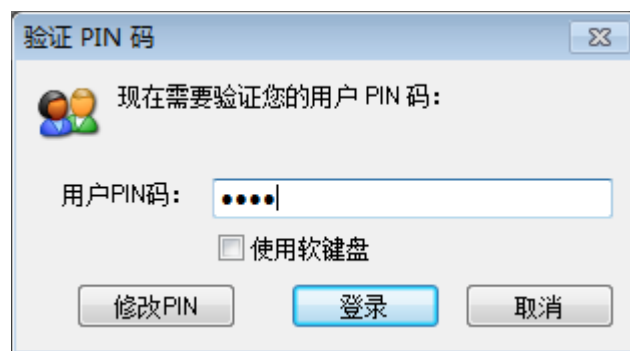 验证 PIN 码
现在需要验证您的用户 PIN 码：
用户PIN码：
••••
使用软键盘
修改PIN
登录
取消